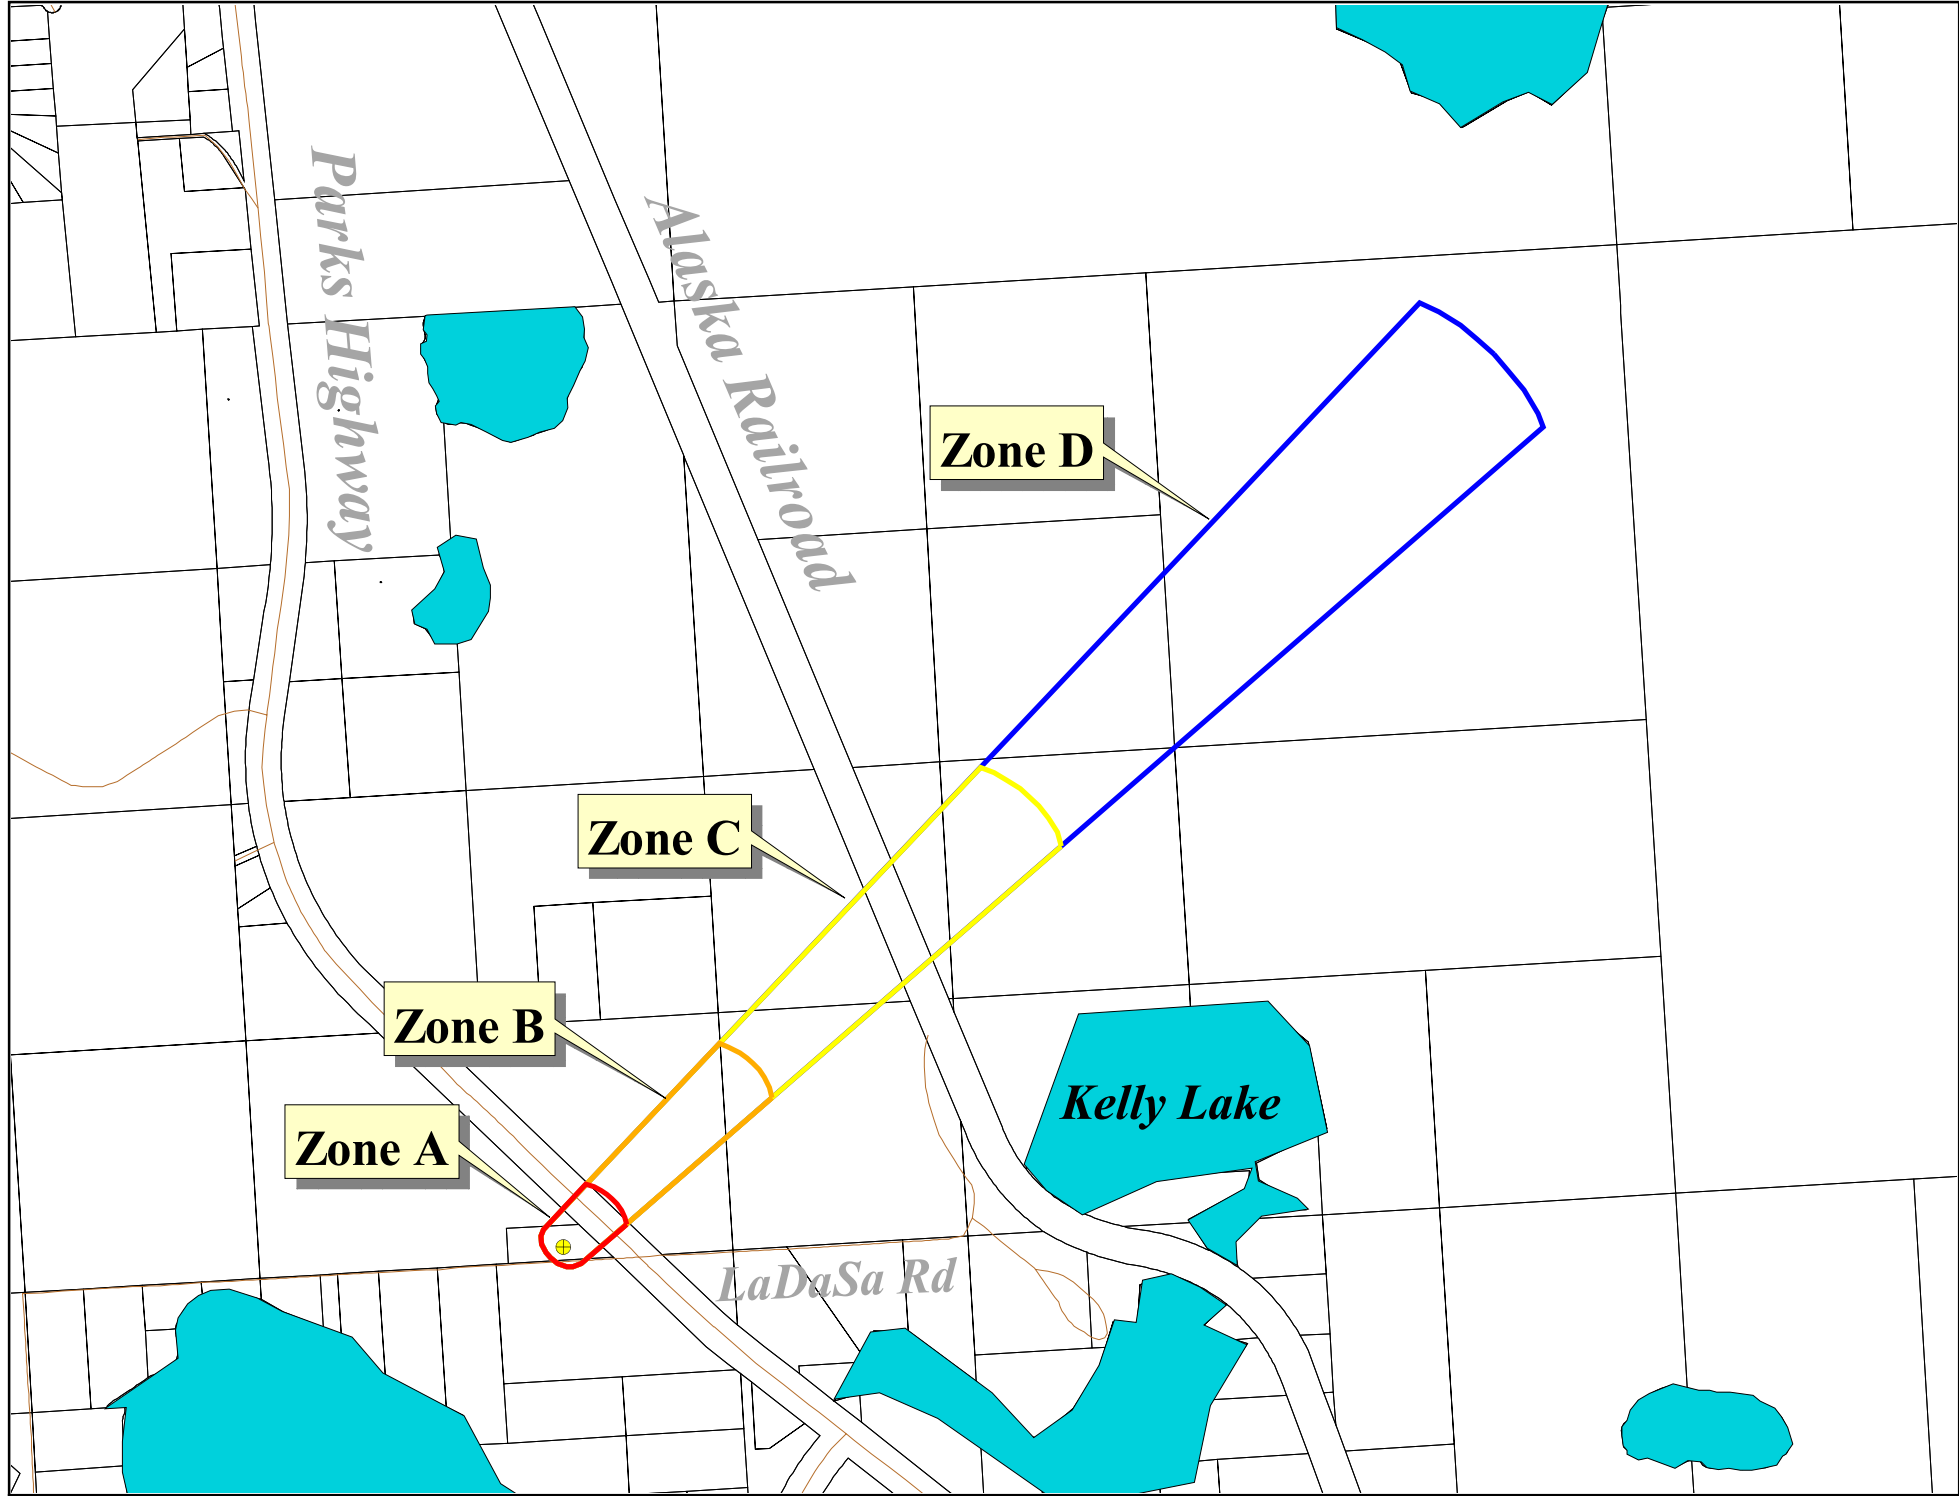 Parks Highway
Alaska Railroad
Zone D
Zone C
Zone B
Kelly Lake
Zone A
LaDaSa Rd